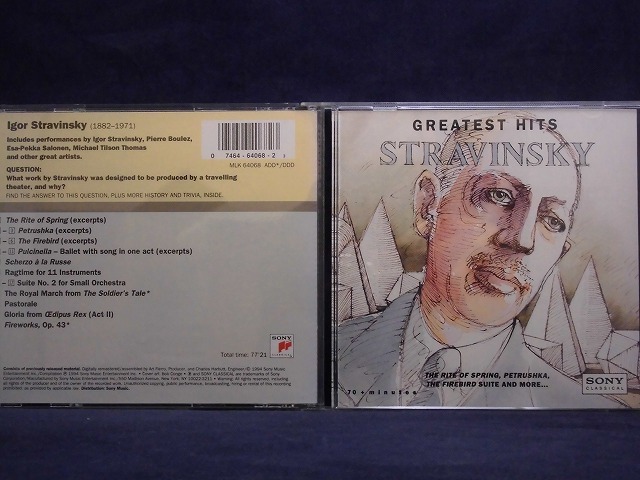 Igor Stravinsky (1882–1971)
Includes performances by Igor Stravinsky, Pierre Boulez,
Esa-Pekka Salonen, Michael Tilson Thomas
and other great artists.
0 7464-64068-2
MLK 64068 ADD*/DDD
QUESTION:
What work by Stravinsky was designed to be produced by a travelling
theater, and why?
FIND THE ANSWER TO THIS QUESTION, PLUS MORE HISTORY AND TRIVIA, INSIDE.
The Rite of Spring (excerpts)
Petrushka (excerpts)
The Firebird (excerpts)
Pulcinella – Ballet with song in one act (excerpts)
Scherzo à la Russe
Ragtime for 11 Instruments
Suite No. 2 for Small Orchestra
The Royal March from The Soldier's Tale*
Pastorale
Gloria from Œdipus Rex (Act II)
Fireworks, Op. 43*
Total time: 77:21
SONY
CLASSICAL
Distribution: Sony Music.
GREATEST HITS
STRAVINSKY
THE RITE OF SPRING, PETRUSHKA,
THE FIREBIRD SUITE AND MORE...
70 + minutes
SONY
CLASSICAL